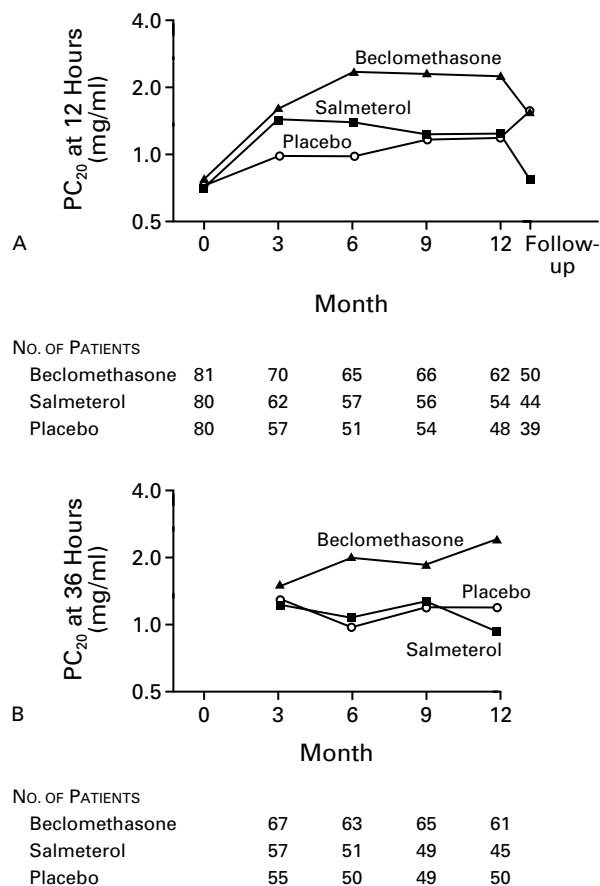 4.0
Beclomethasone
2.0
Salmeterol
Placebo
1.0
0.5
PC20 at 12 Hours
(mg/ml)
A
0 3 6 9 12 Follow-
up
Month
NO. OF PATIENTS
Beclomethasone 81 70 65 66 62 50
Salmeterol 80 62 57 56 54 44
Placebo 80 57 51 54 48 39
4.0
Beclomethasone
2.0
Placebo
1.0
Salmeterol
0.5
PC20 at 36 Hours
(mg/ml)
B
0 3 6 9 12
Month
NO. OF PATIENTS
Beclomethasone 67 63 65 61
Salmeterol 57 51 49 45
Placebo 55 50 49 50